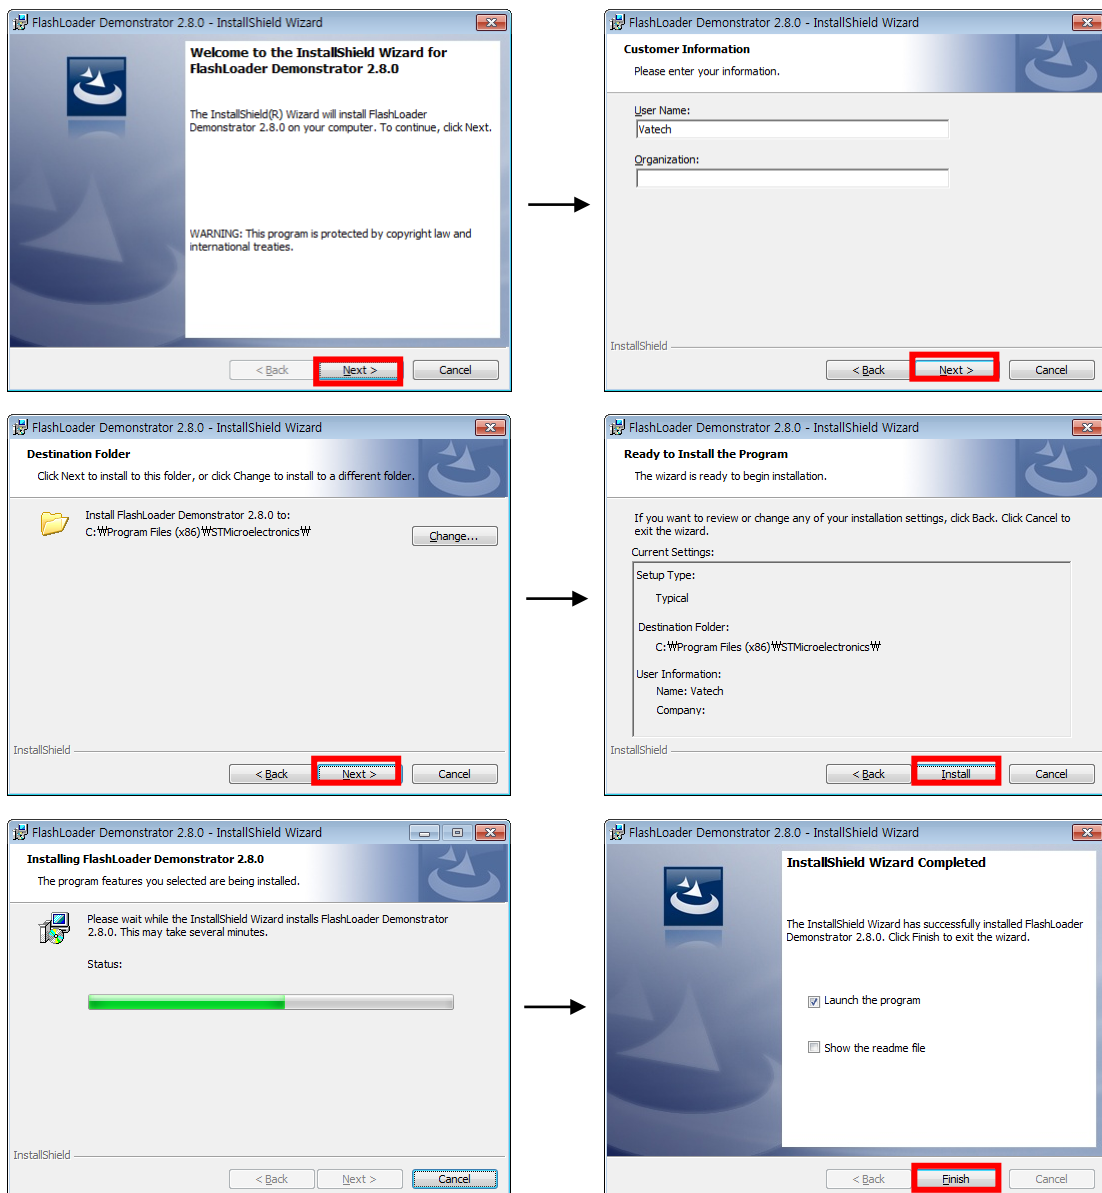 FlashLoader Demonstrator 2.8.0 - InstallShield Wizard
Welcome to the InstallShield Wizard for
FlashLoader Demonstrator 2.8.0
The InstallShield(R) Wizard will install FlashLoader
Demonstrator 2.8.0 on your computer. To continue, click Next.
WARNING: This program is protected by copyright law and
international treaties.
< Back
Next >
Cancel
FlashLoader Demonstrator 2.8.0 - InstallShield Wizard
Customer Information
Please enter your information.
User Name:
Vatech
Organization:
InstallShield
< Back
Next >
Cancel
FlashLoader Demonstrator 2.8.0 - InstallShield Wizard
Destination Folder
Click Next to install to this folder, or click Change to install to a different folder.
Install FlashLoader Demonstrator 2.8.0 to:
C:₩Program Files (x86)₩STMicroelectronics₩
Change...
InstallShield
< Back
Next >
Cancel
FlashLoader Demonstrator 2.8.0 - InstallShield Wizard
Ready to Install the Program
The wizard is ready to begin installation.
If you want to review or change any of your installation settings, click Back. Click Cancel to
exit the wizard.
Current Settings:
Setup Type:
Typical
Destination Folder:
C:₩Program Files (x86)₩STMicroelectronics₩
User Information:
Name: Vatech
Company:
InstallShield
< Back
Install
Cancel
FlashLoader Demonstrator 2.8.0 - InstallShield Wizard
Installing FlashLoader Demonstrator 2.8.0
The program features you selected are being installed.
Please wait while the InstallShield Wizard installs FlashLoader Demonstrator
2.8.0. This may take several minutes.
Status:
InstallShield
< Back
Next >
Cancel
FlashLoader Demonstrator 2.8.0 - InstallShield Wizard
InstallShield Wizard Completed
The InstallShield Wizard has successfully installed FlashLoader
Demonstrator 2.8.0. Click Finish to exit the wizard.
Launch the program
Show the readme file
< Back
Finish
Cancel